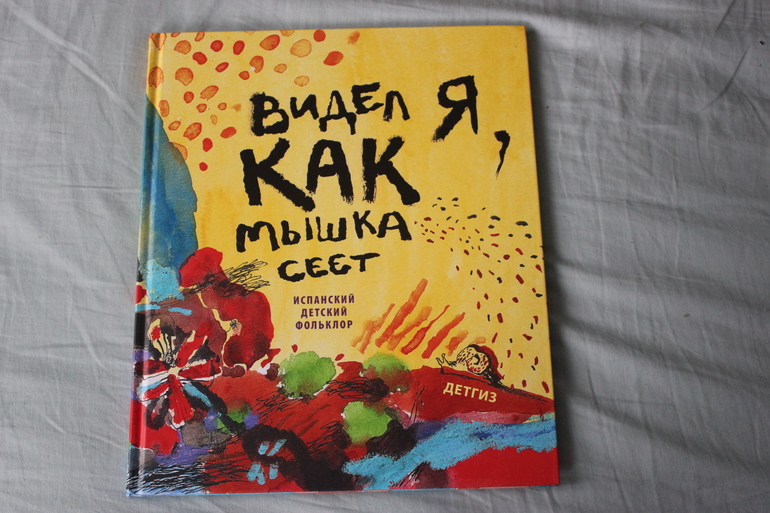 ВИДЕЛ Я,
КАК
МЫШКА
СЕЕТ
ИСПАНСКИЙ
ДЕТСКИЙ
ФОЛЬКЛОР
ДЕТГИЗ